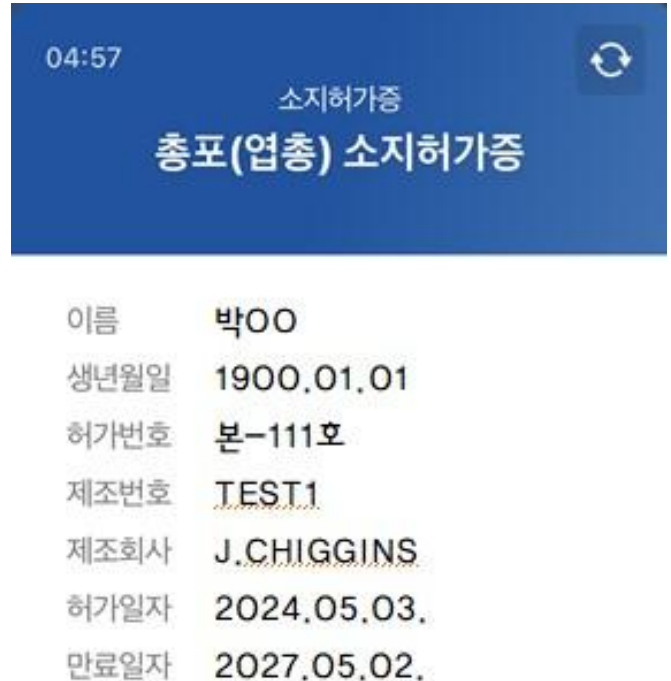 04:57
소지허가증
총포(엽총) 소지허가증
이름 박OO
생년월일 1900.01.01
허가번호 본-111호
제조번호 TEST1
제조회사 J.CHIGGINS
허가일자 2024.05.03.
만료일자 2027.05.02.